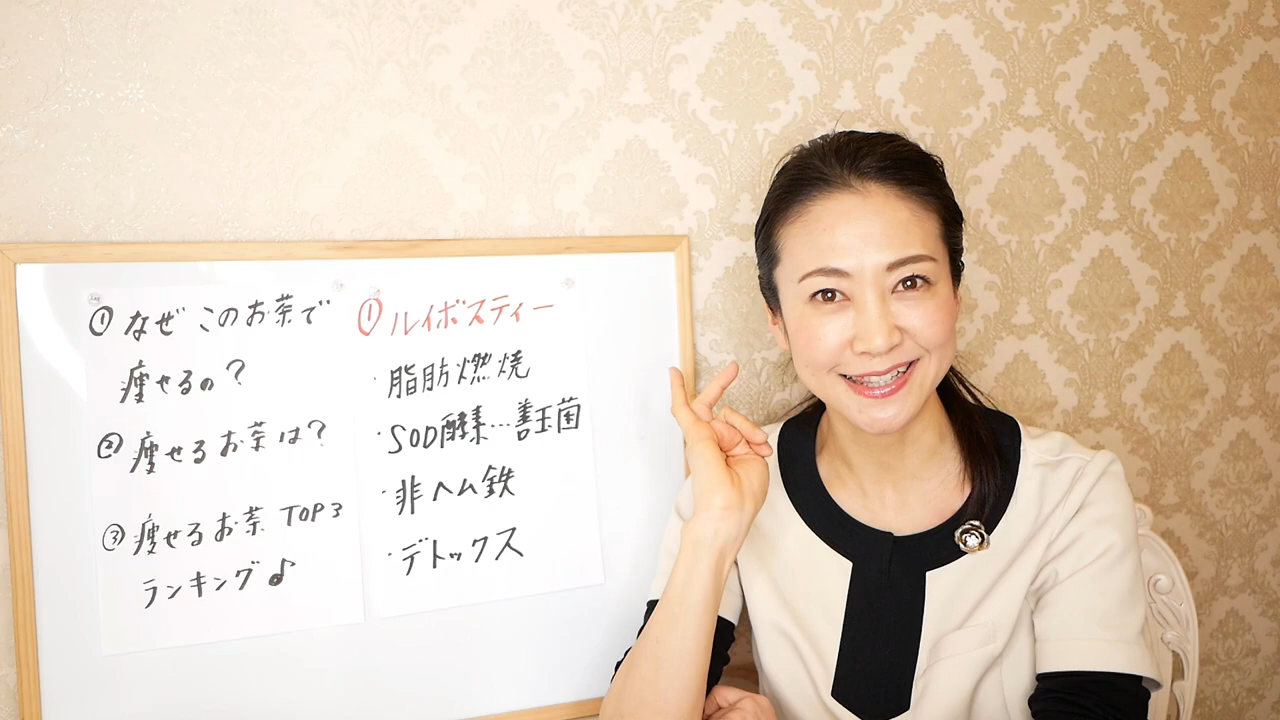 ① なぜ このお茶で
痩せるの？
② 痩せるお茶は？
③ 痩せるお茶 TOP3
ランキング♪
① ルイボスティー
・脂肪燃焼
・SOD酵素…善玉菌
・非ヘム鉄
・デトックス